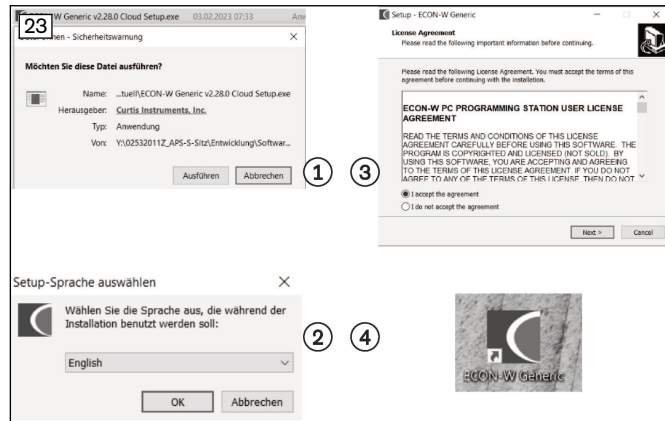 23
W Generic v2.28.0 Cloud Setup.exe 03.02.2023 07:33
Sicherheitswarnung
Möchten Sie diese Datei ausführen?
Name: ...tuell\ECON-W Generic v2.28.0 Cloud Setup.exe
Herausgeber: Curtis Instruments, Inc.
Typ: Anwendung
Von: Y:\02532011Z_APS-S-Sitz\Entwicklung\Softwar...
Ausführen Abbrechen
1
Setup-Sprache auswählen
Wählen Sie die Sprache aus, die während der
Installation benutzt werden soll:
English
OK Abbrechen
2
3
Setup - ECON-W Generic
License Agreement
Please read the following important information before continuing.
Please read the following License Agreement. You must accept the terms of this
agreement before continuing with the installation.
ECON-W PC PROGRAMMING STATION USER LICENSE
AGREEMENT
READ THE TERMS AND CONDITIONS OF THIS LICENSE
AGREEMENT CAREFULLY BEFORE USING THIS SOFTWARE. THE
PROGRAM IS COPYRIGHTED AND LICENSED (NOT SOLD). BY
USING THIS SOFTWARE, YOU ARE ACCEPTING AND AGREEING
TO THE TERMS OF THIS LICENSE AGREEMENT. IF YOU DO NOT
AGREE TO ANY OF THE TERMS OF THIS LICENSE, THEN DO NOT
I accept the agreement
I do not accept the agreement
Next > Cancel
4
ECON-W Generic